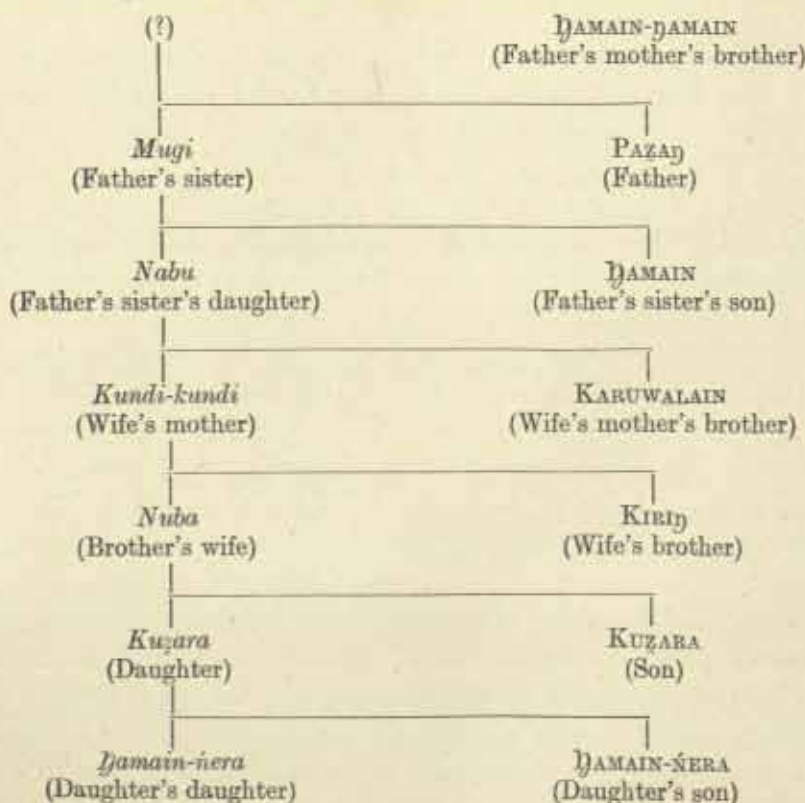 (?) Ŋamain-ŋamain
(Father's mother's brother)
Mugi Paẓaŋ
(Father's sister) (Father)
Nabu Ŋamain
(Father's sister's daughter) (Father's sister's son)
Kundi-kundi Karuwalain
(Wife's mother) (Wife's mother's brother)
Nuba Kiriŋ
(Brother's wife) (Wife's brother)
Kuẓara Kuẓara
(Daughter) (Son)
Ŋamain-ńera Ŋamain-ńera
(Daughter's daughter) (Daughter's son)